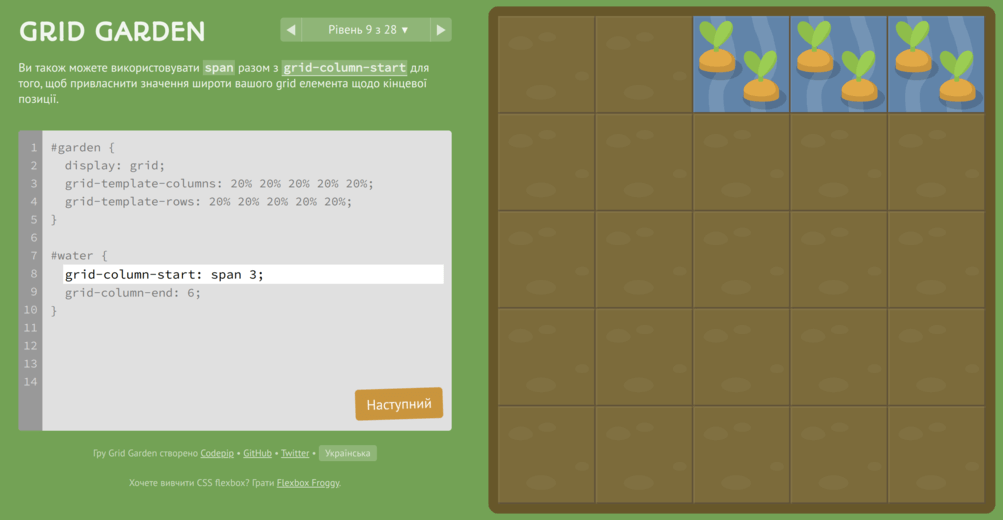 GRID GARDEN
◀ Рівень 9 з 28 ▼ ▶
Ви також можете використовувати span разом з grid-column-start для
того, щоб привласнити значення широти вашого grid елемента щодо кінцевої
позиції.
1 #garden {
2 display: grid;
3 grid-template-columns: 20% 20% 20% 20% 20%;
4 grid-template-rows: 20% 20% 20% 20% 20%;
5 }
6
7 #water {
8 grid-column-start: span 3;
9 grid-column-end: 6;
10 }
11
12
13
14
Наступний
Гру Grid Garden створено Codepip • GitHub • Twitter • Українська
Хочете вивчити CSS flexbox? Грати Flexbox Froggy.